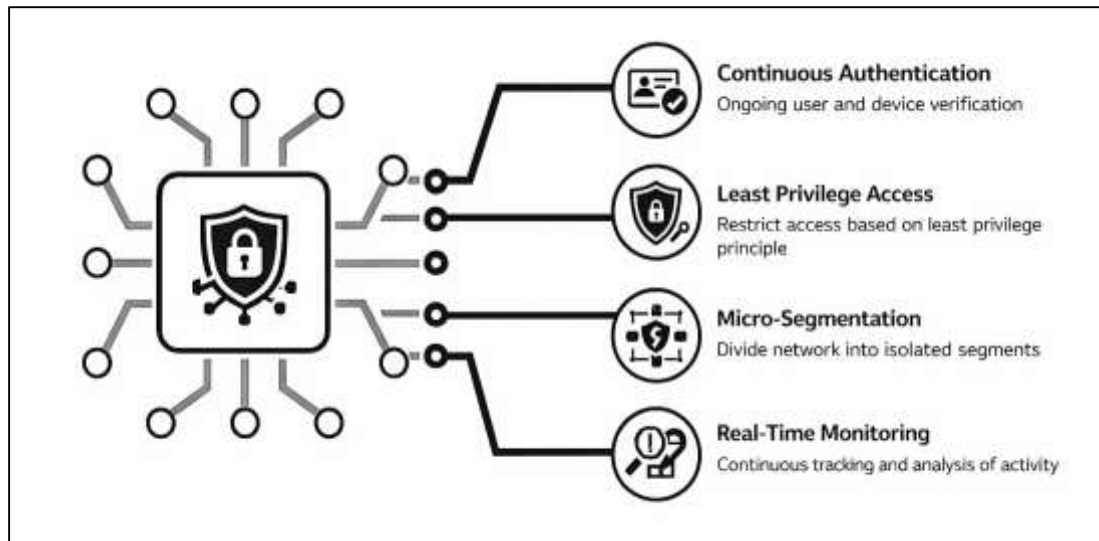 Continuous Authentication
Ongoing user and device verification
Least Privilege Access
Restrict access based on least privilege
principle
Micro-Segmentation
Divide network into isolated segments
Real-Time Monitoring
Continuous tracking and analysis of activity